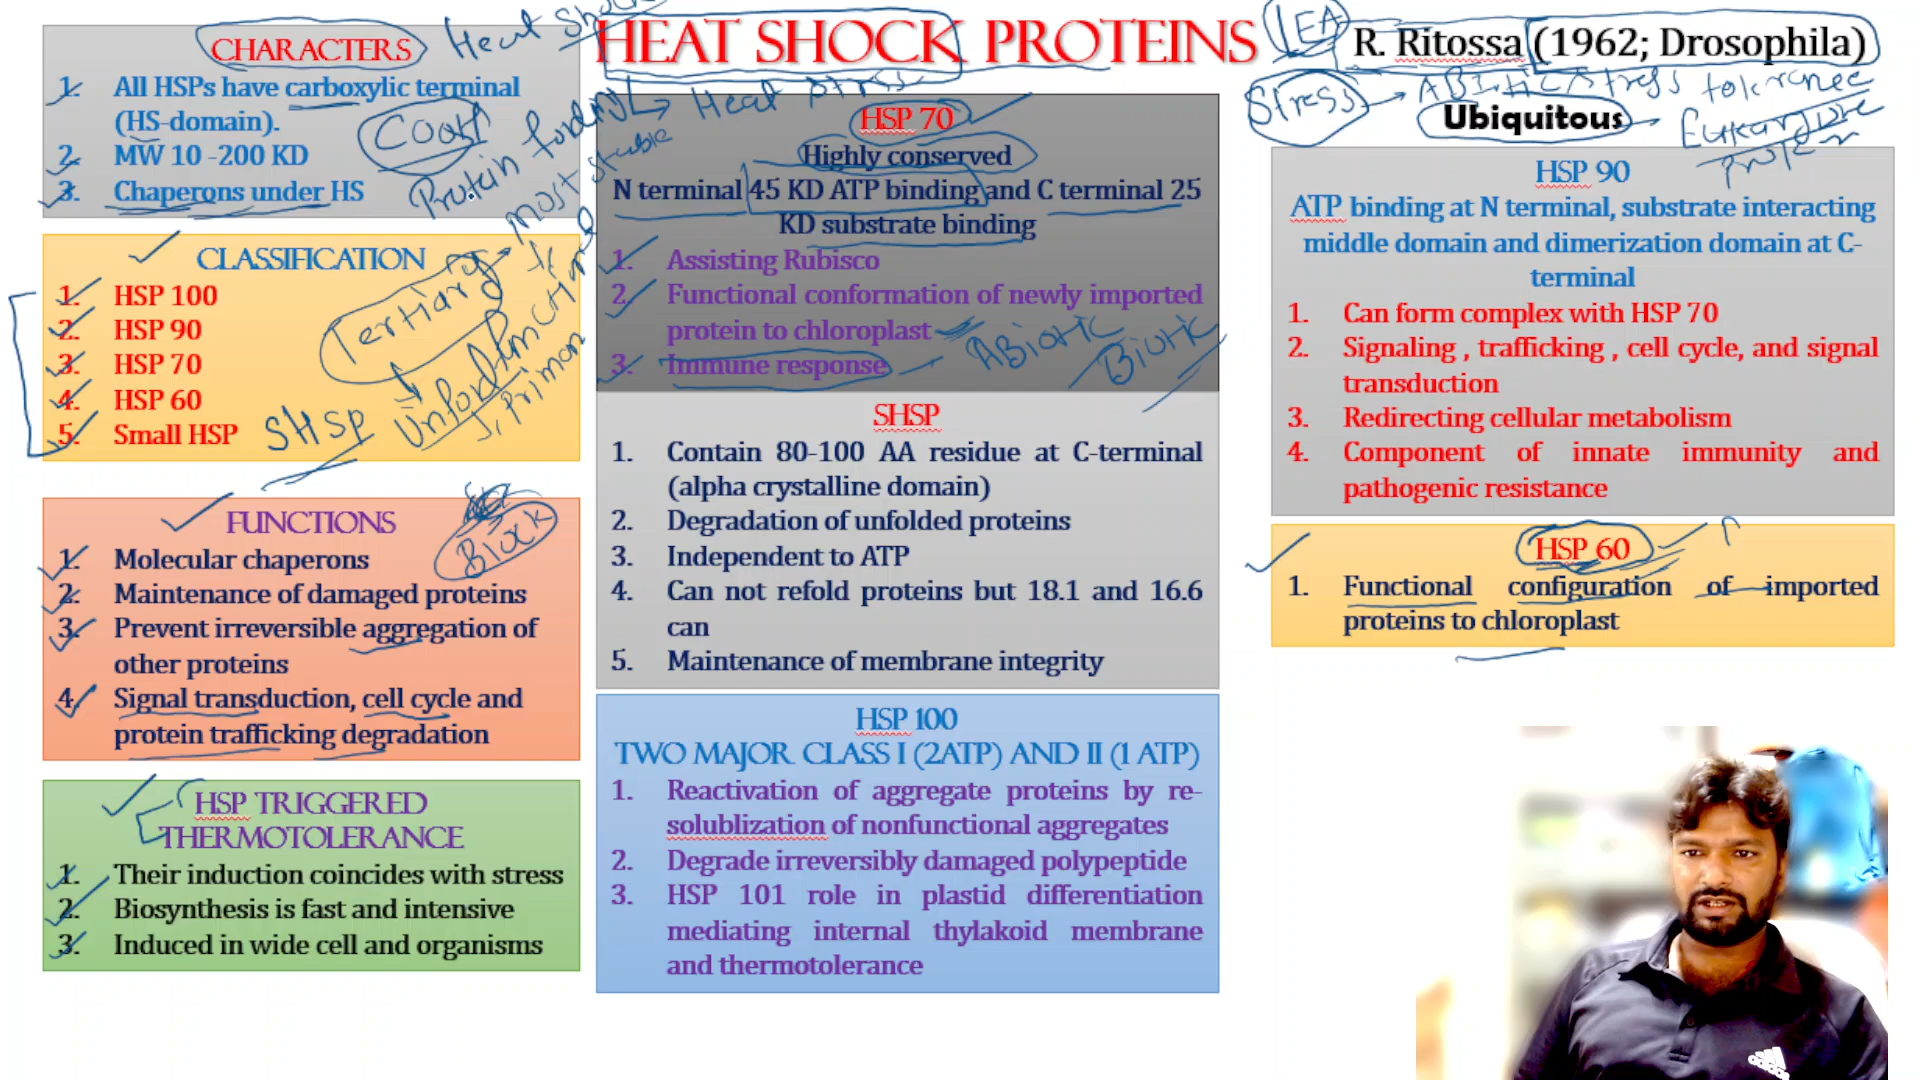 HEAT SHOCK PROTEINS
R. Ritossa (1962; Drosophila)
Ubiquitous
LEA
Stress
Heat Shock
Heat Stress
ABiotic Stress tolerance
Eukaryote
CHARACTERS
1. All HSPs have carboxylic terminal
(HS-domain).
2. MW 10 -200 KD
3. Chaperons under HS
COOH
Protein folding
most stable
CLASSIFICATION
1. HSP 100
2. HSP 90
3. HSP 70
4. HSP 60
5. Small HSP
SHSP
Tertiary
FUNCTIONS
1. Molecular chaperons
2. Maintenance of damaged proteins
3. Prevent irreversible aggregation of
other proteins
4. Signal transduction, cell cycle and
protein trafficking degradation
Block
HSP TRIGGERED
THERMOTOLERANCE
1. Their induction coincides with stress
2. Biosynthesis is fast and intensive
3. Induced in wide cell and organisms
HSP 70
Highly conserved
N terminal 45 KD ATP binding and C terminal 25
KD substrate binding
1. Assisting Rubisco
2. Functional conformation of newly imported
protein to chloroplast
3. Immune response
ABiotic
Biotic
SHSP
1. Contain 80-100 AA residue at C-terminal
(alpha crystalline domain)
2. Degradation of unfolded proteins
3. Independent to ATP
4. Can not refold proteins but 18.1 and 16.6
can
5. Maintenance of membrane integrity
HSP 100
TWO MAJOR CLASS I (2ATP) AND II (1 ATP)
1. Reactivation of aggregate proteins by re-
solublization of nonfunctional aggregates
2. Degrade irreversibly damaged polypeptide
3. HSP 101 role in plastid differentiation
mediating internal thylakoid membrane
and thermotolerance
HSP 90
ATP binding at N terminal, substrate interacting
middle domain and dimerization domain at C-
terminal
1. Can form complex with HSP 70
2. Signaling , trafficking , cell cycle, and signal
transduction
3. Redirecting cellular metabolism
4. Component of innate immunity and
pathogenic resistance
HSP 60
1. Functional configuration of imported
proteins to chloroplast
adidas